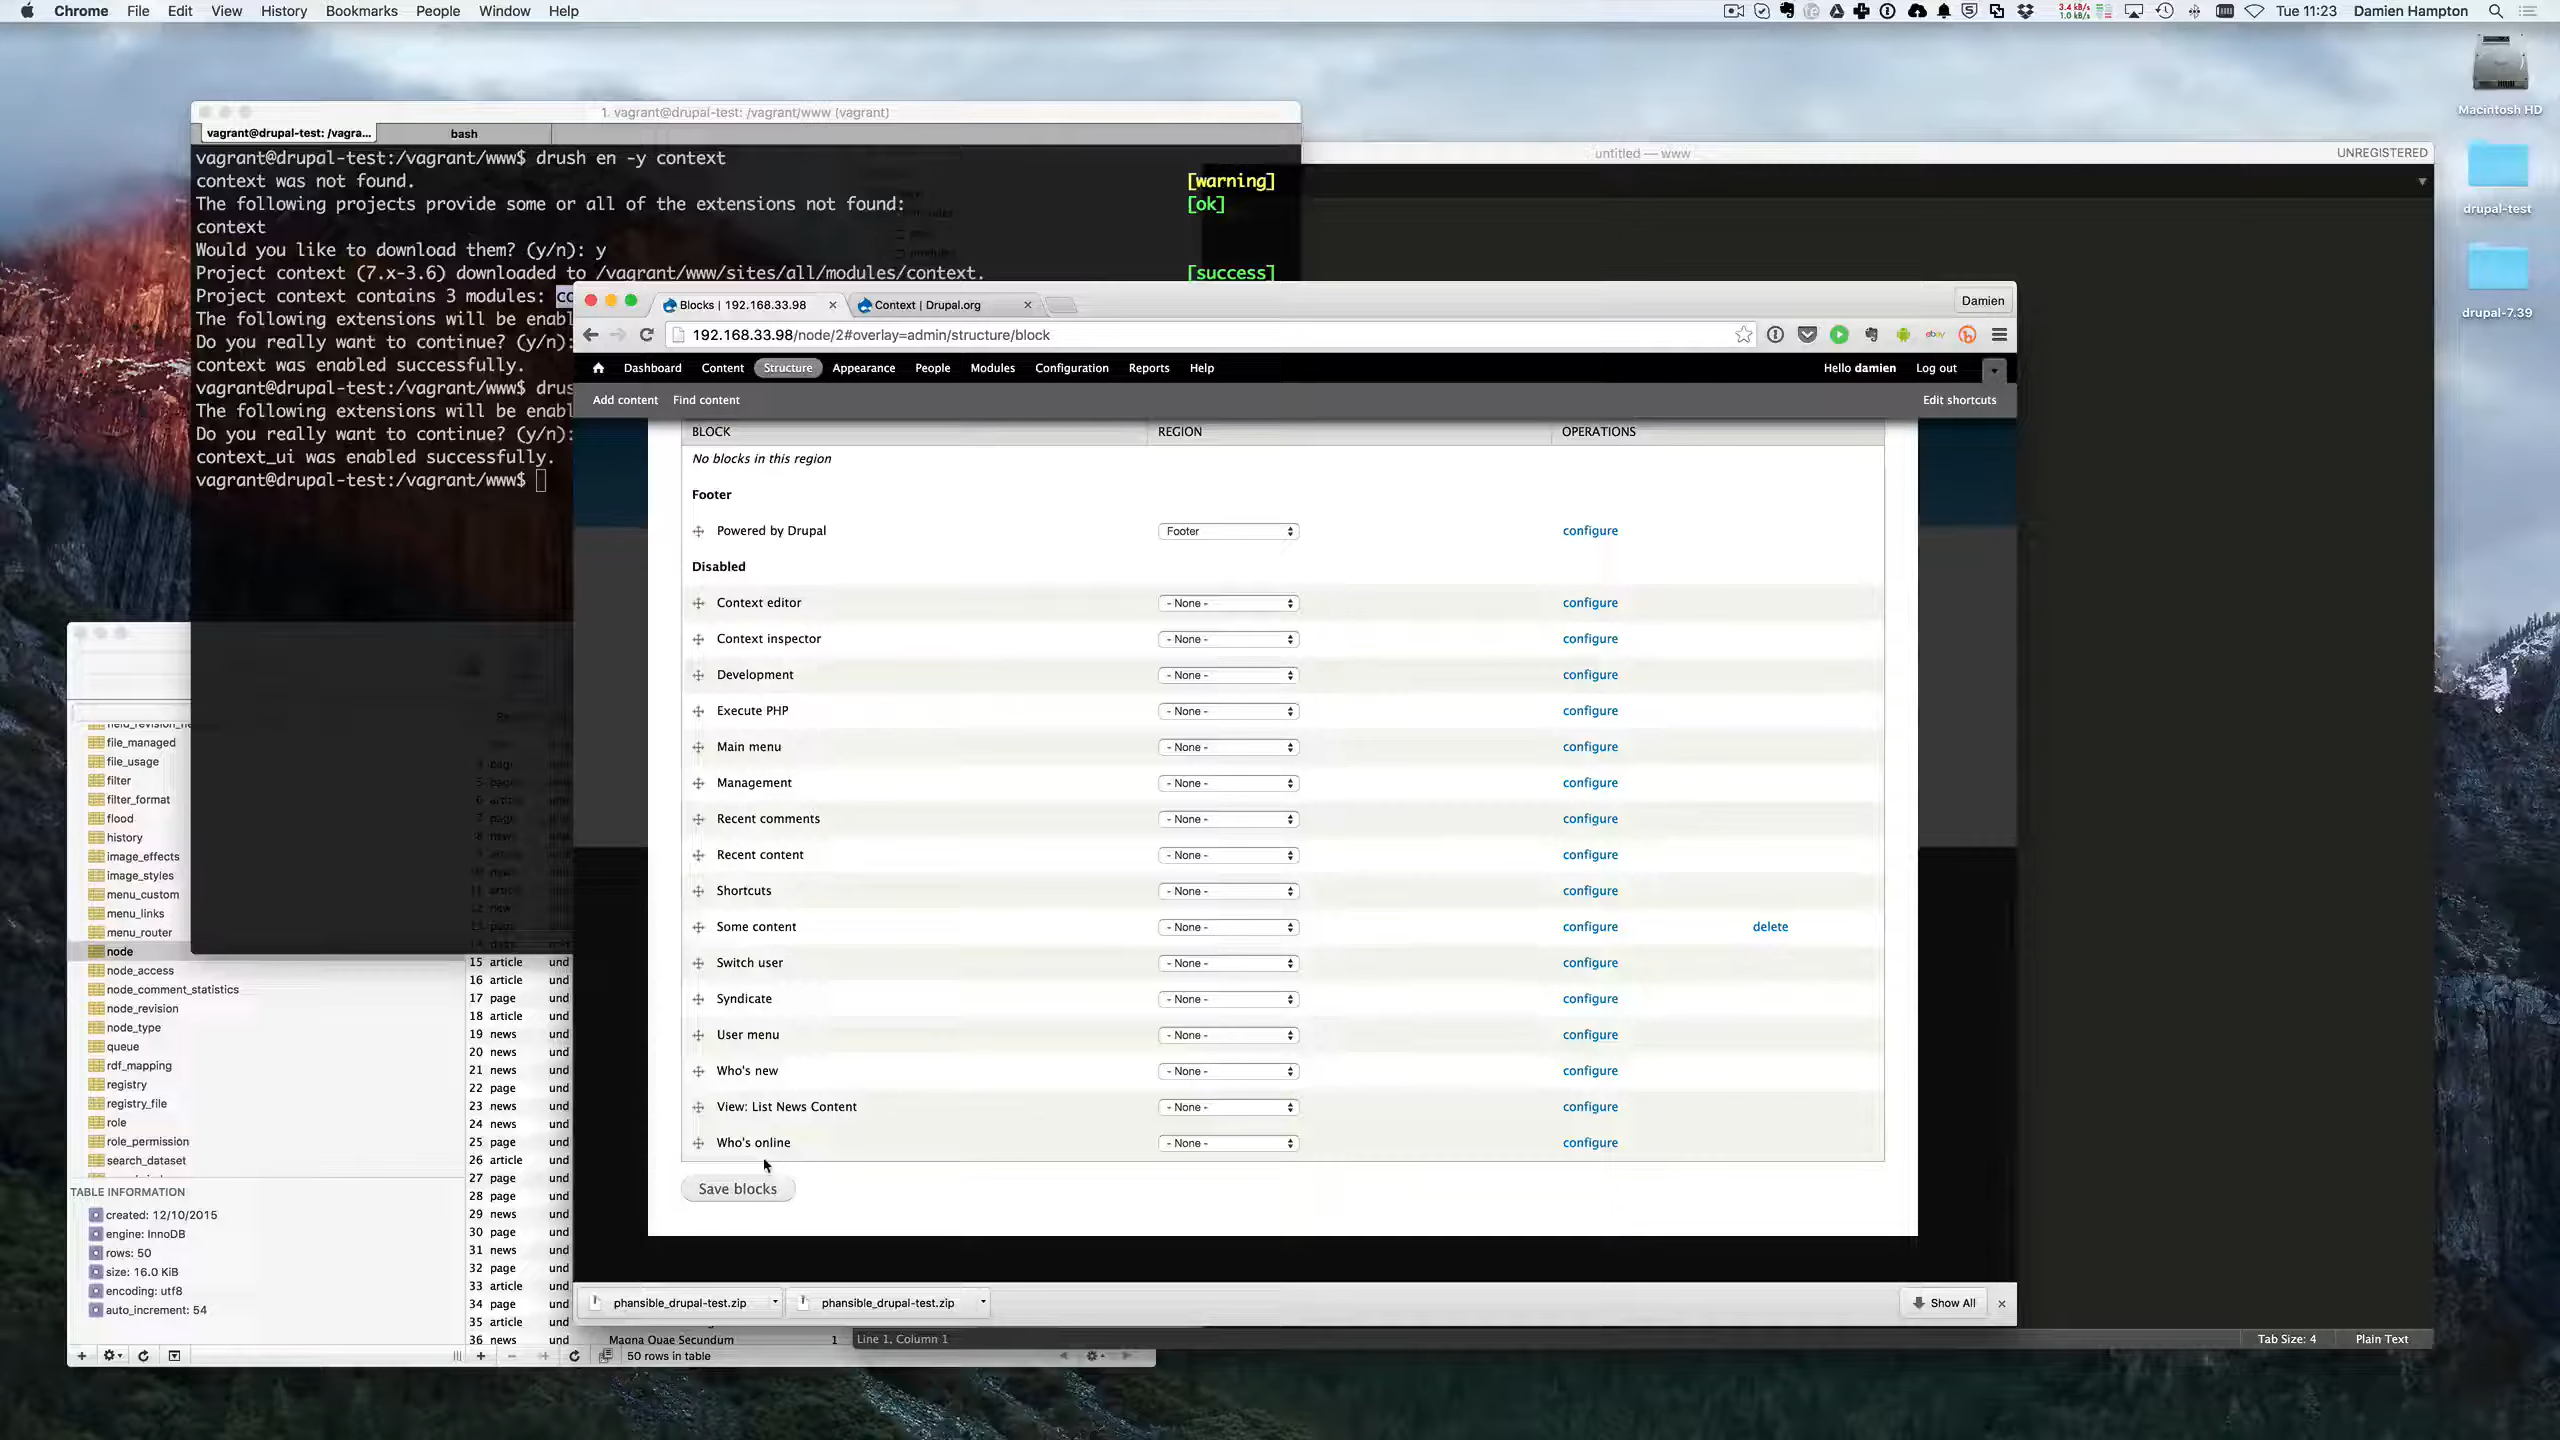 Chrome File Edit View History Bookmarks People Window Help
3.4 kB/s
1.0 kB/s
Tue 11:23 Damien Hampton
Macintosh HD
drupal-test
drupal-7.39
1. vagrant@drupal-test: /vagrant/www (vagrant)
vagrant@drupal-test: /vagra... bash
vagrant@drupal-test:/vagrant/www$ drush en -y context
context was not found. [warning]
The following projects provide some or all of the extensions not found: [ok]
context
Would you like to download them? (y/n): y
Project context (7.x-3.6) downloaded to /vagrant/www/sites/all/modules/context. [success]
Project context contains 3 modules: co
The following extensions will be enabl
Do you really want to continue? (y/n):
context was enabled successfully.
vagrant@drupal-test:/vagrant/www$ drus
The following extensions will be enabl
Do you really want to continue? (y/n):
context_ui was enabled successfully.
vagrant@drupal-test:/vagrant/www$
untitled — www UNREGISTERED
Blocks | 192.168.33.98 Context | Drupal.org Damien
192.168.33.98/node/2#overlay=admin/structure/block
ebay
Dashboard Content Structure Appearance People Modules Configuration Reports Help Hello damien Log out
Add content Find content Edit shortcuts
BLOCK REGION OPERATIONS
No blocks in this region
Footer
Powered by Drupal Footer configure
Disabled
Context editor - None - configure
Context inspector - None - configure
Development - None - configure
Execute PHP - None - configure
Main menu - None - configure
Management - None - configure
Recent comments - None - configure
Recent content - None - configure
Shortcuts - None - configure
Some content - None - configure delete
Switch user - None - configure
Syndicate - None - configure
User menu - None - configure
Who's new - None - configure
View: List News Content - None - configure
Who's online - None - configure
Save blocks
phansible_drupal-test.zip phansible_drupal-test.zip Show All
file_managed
file_usage
filter
filter_format
flood
history
image_effects
image_styles
menu_custom
menu_links
menu_router
node
node_access
node_comment_statistics
node_revision
node_type
queue
rdf_mapping
registry
registry_file
role
role_permission
search_dataset
TABLE INFORMATION
created: 12/10/2015
engine: InnoDB
rows: 50
size: 16.0 KiB
encoding: utf8
auto_increment: 54
15 article und
16 article und
17 page und
18 article und
19 news und
20 news und
21 news und
22 page und
23 news und
24 news und
25 page und
26 article und
27 page und
28 page und
29 news und
30 page und
31 news und
32 page und
33 article und
34 page und
35 article und
36 news und Magna Quae Secundum 1
50 rows in table
Line 1, Column 1 Tab Size: 4 Plain Text